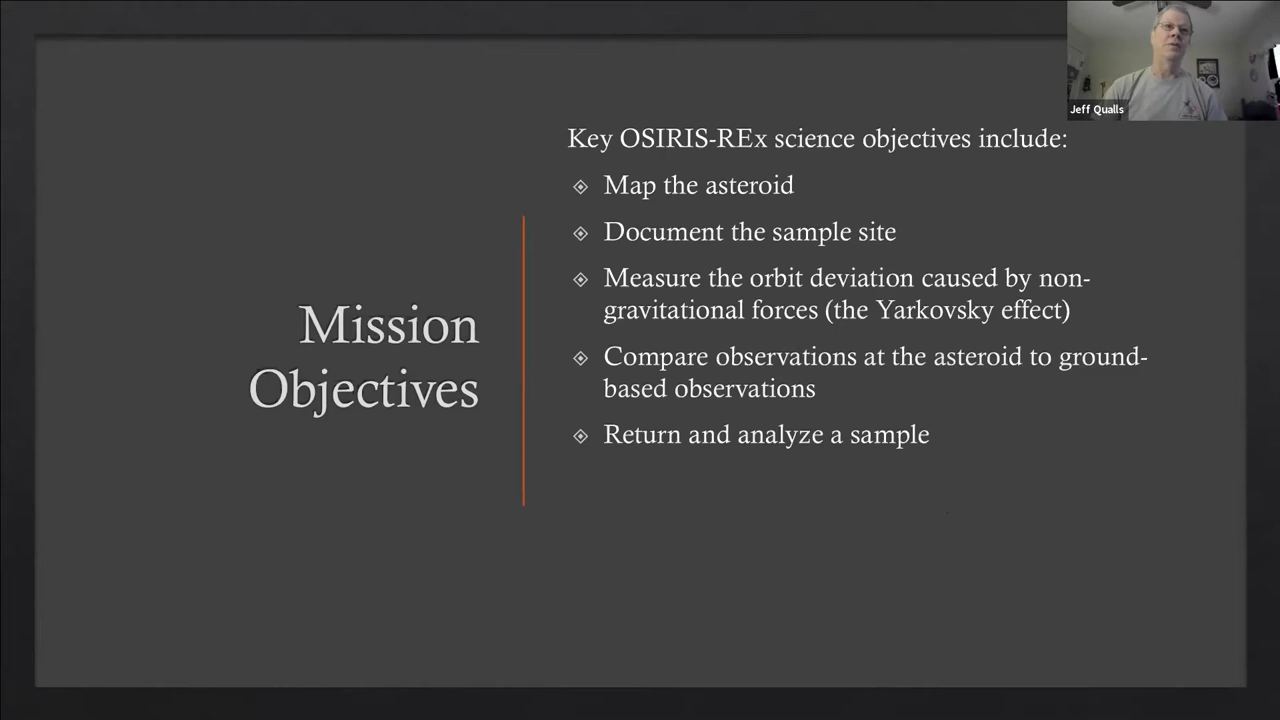 Jeff Qualls
Key OSIRIS-REx science objectives include:
Map the asteroid
Document the sample site
Measure the orbit deviation caused by non-
gravitational forces (the Yarkovsky effect)
Compare observations at the asteroid to ground-
based observations
Return and analyze a sample
Mission
Objectives